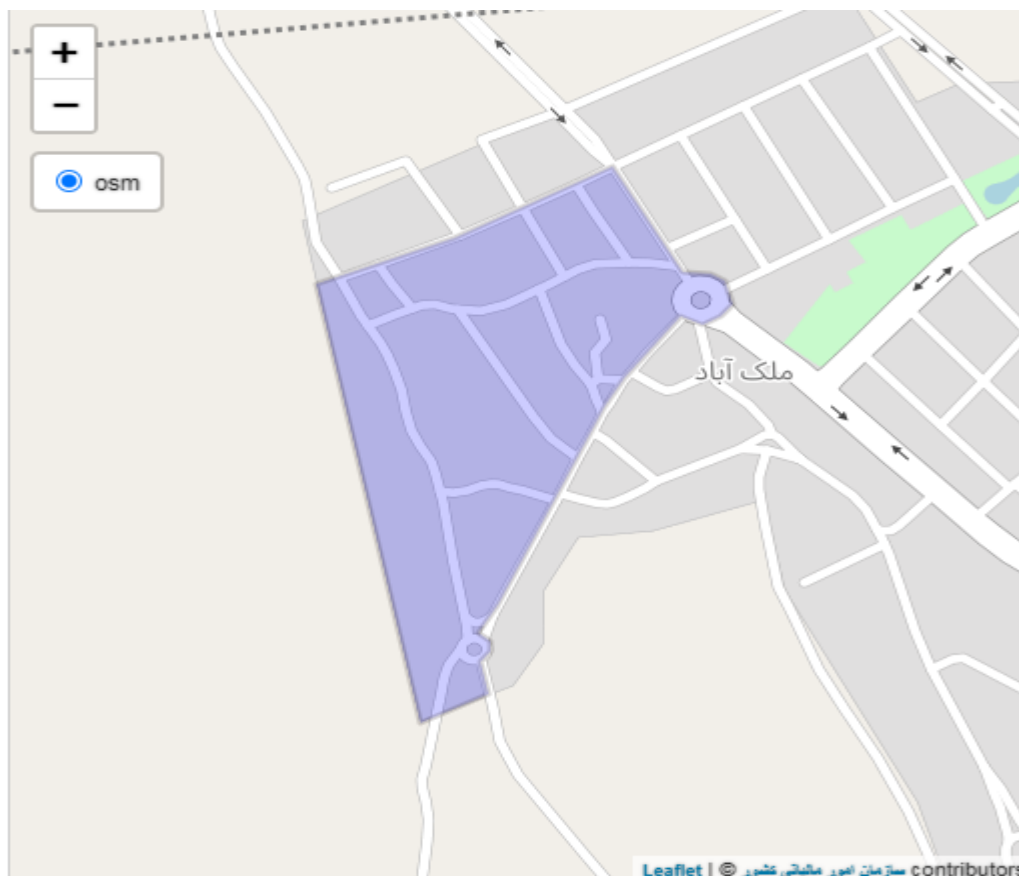 +
−
osm
ملک آباد
Leaflet | © سازمان امور مالیاتی کشور contributors